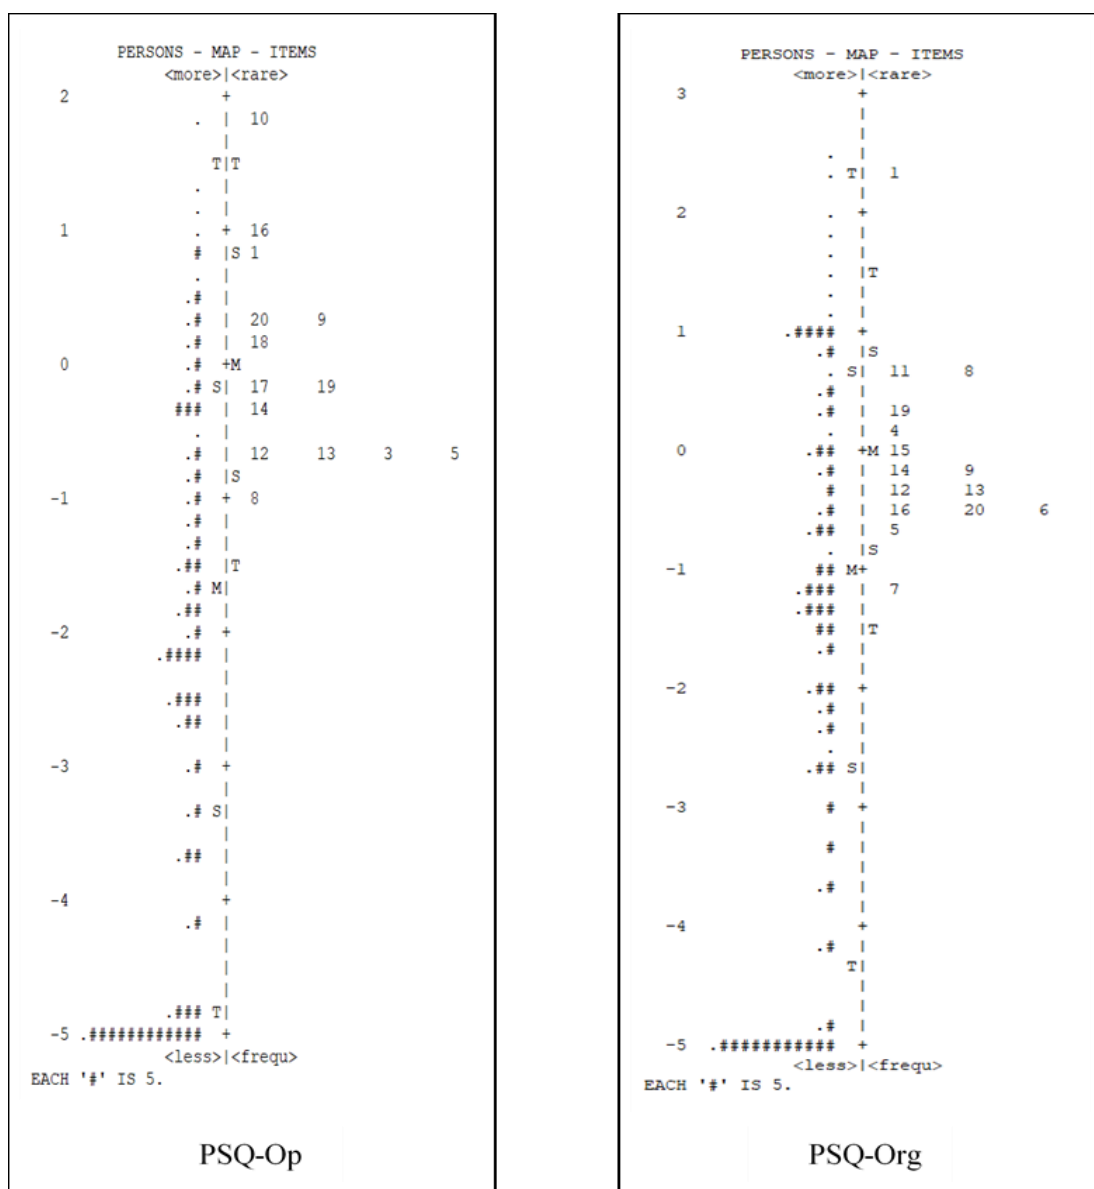 PERSONS - MAP - ITEMS
<more>|<rare>
2 +
. | 10
|
T|T
. |
. |
1 . + 16
# |S 1
. |
.# |
.# | 20 9
.# | 18
0 .# +M
.# S| 17 19
### | 14
. |
.# | 12 13 3 5
.# |S
-1 .# + 8
.# |
.# |
.## |T
.# M|
.## |
-2 .# +
.#### |
|
.### |
.## |
|
-3 .# +
|
.# S|
|
.## |
|
-4 +
.# |
|
|
|
.### T|
-5 .############ +
<less>|<frequ>
EACH '#' IS 5.
PSQ-Op
PERSONS - MAP - ITEMS
<more>|<rare>
3 +
|
|
. |
. T| 1
|
2 . +
. |
. |
. |T
. |
. |
1 .#### +
.# |S
. S| 11 8
.# |
.# | 19
. | 4
0 .## +M 15
.# | 14 9
# | 12 13
.# | 16 20 6
.## | 5
. |S
-1 ## M+
.### | 7
.### |
## |T
.# |
|
-2 .## +
.# |
.# |
. |
.## S|
|
-3 # +
|
# |
|
.# |
|
-4 +
.# |
T|
|
|
.# |
-5 .########### +
<less>|<frequ>
EACH '#' IS 5.
PSQ-Org